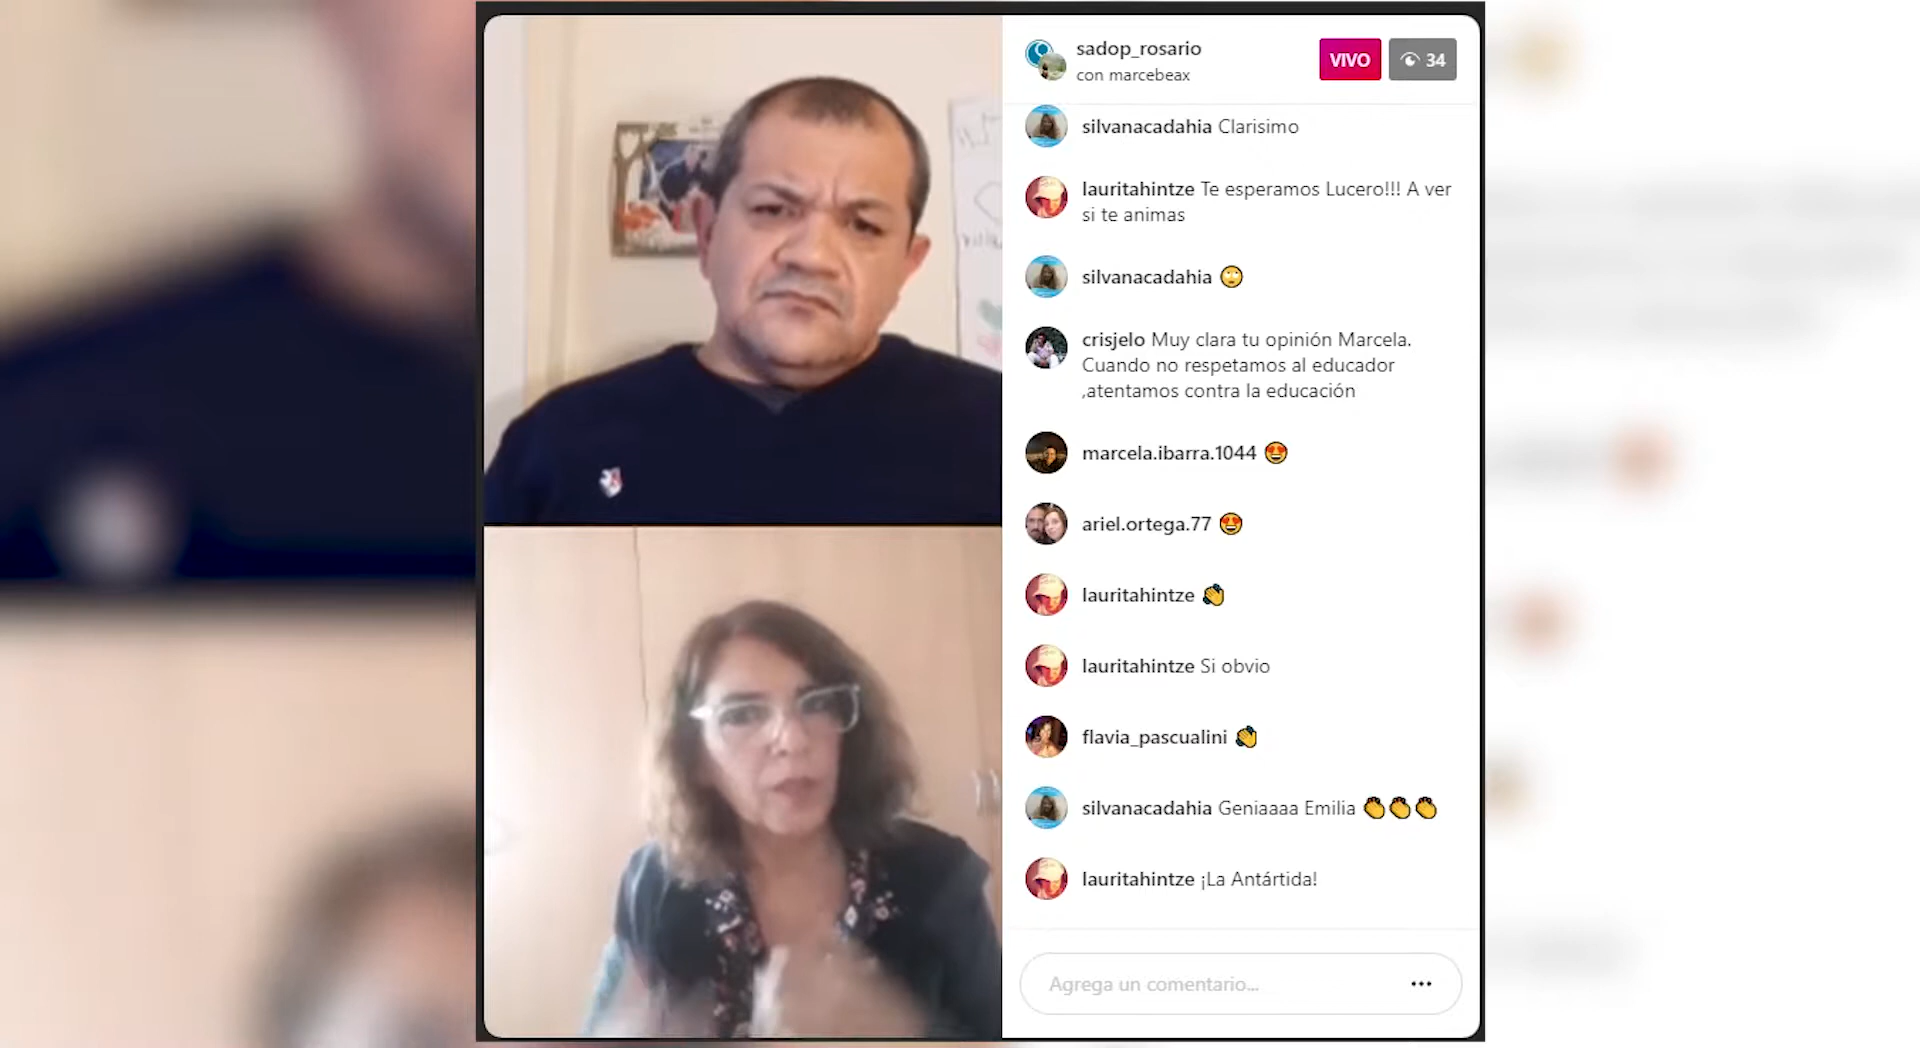 sadop_rosario
con marcebeax
VIVO
34
silvanacadahia Clarisimo
lauritahintze Te esperamos Lucero!!! A ver
si te animas
silvanacadahia 🙄
crisjelo Muy clara tu opinión Marcela.
Cuando no respetamos al educador
,atentamos contra la educación
marcela.ibarra.1044 😍
ariel.ortega.77 😍
lauritahintze 👏
lauritahintze Si obvio
flavia_pascualini 👏
silvanacadahia Geniaaaa Emilia 👏👏👏
lauritahintze ¡La Antártida!
Agrega un comentario...